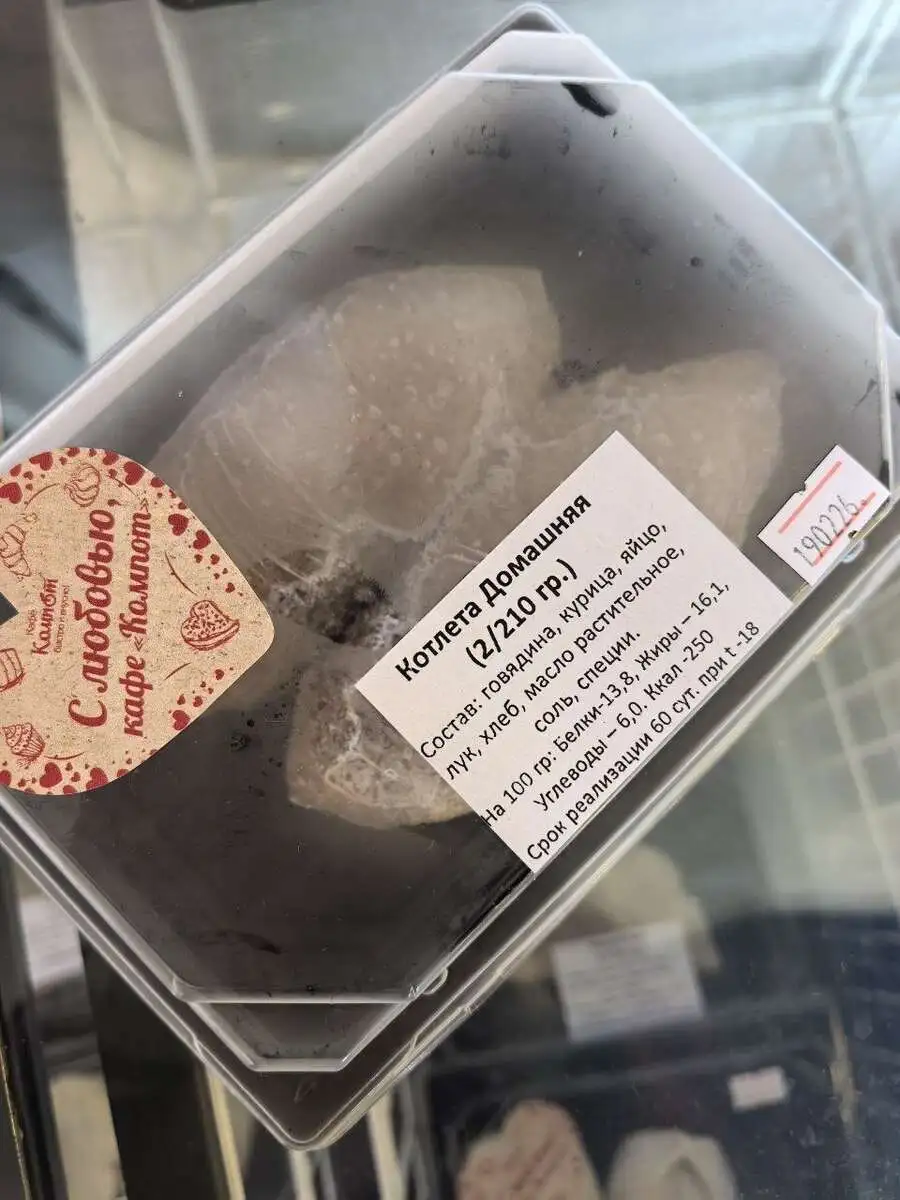 Кафе
Компот
С любовью,
кафе «Компот»
Котлета Домашняя
(2/210 гр.)
Состав: говядина, курица, яйцо,
лук, хлеб, масло растительное,
соль, специи.
На 100 гр: Белки-13,8, Жиры – 16,1,
Углеводы – 6,0. Ккал -250
Срок реализации 60 сут. при t -18
190226